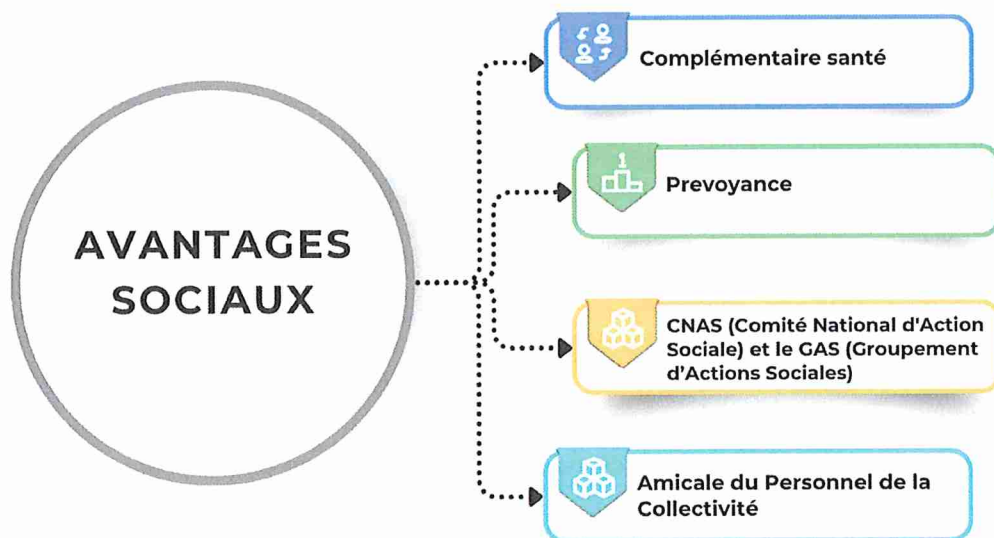 AVANTAGES
SOCIAUX
Complémentaire santé
1
Prevoyance
CNAS (Comité National d'Action
Sociale) et le GAS (Groupement
d'Actions Sociales)
Amicale du Personnel de la
Collectivité